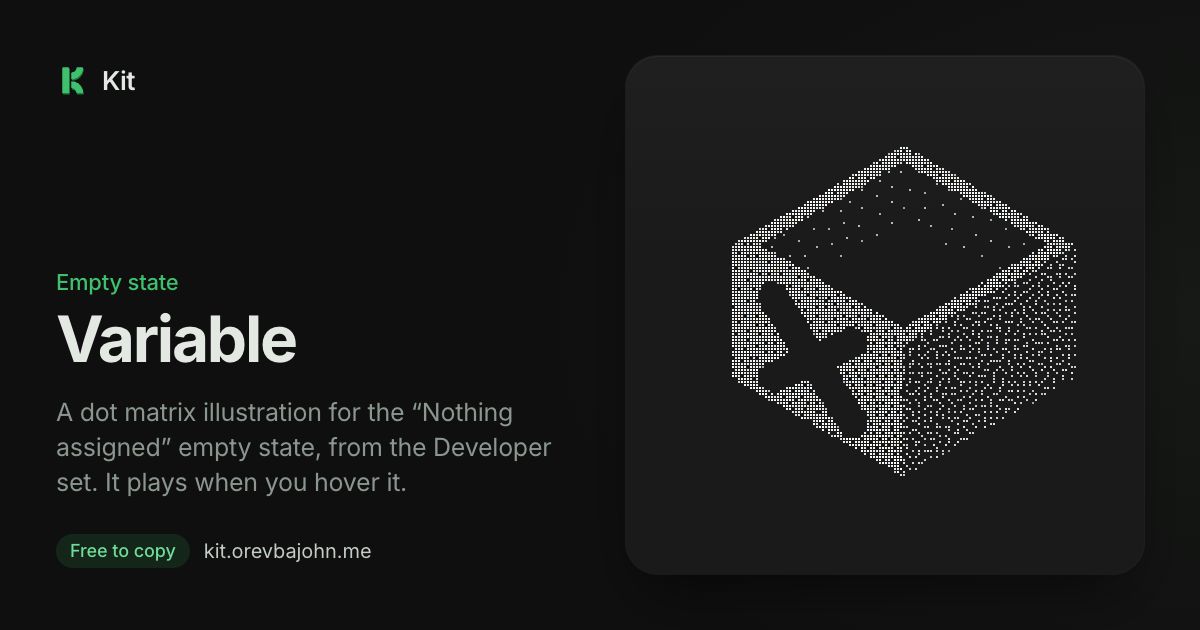 Kit
Empty state
Variable
A dot matrix illustration for the “Nothing
assigned” empty state, from the Developer
set. It plays when you hover it.
Free to copy
kit.orevbajohn.me